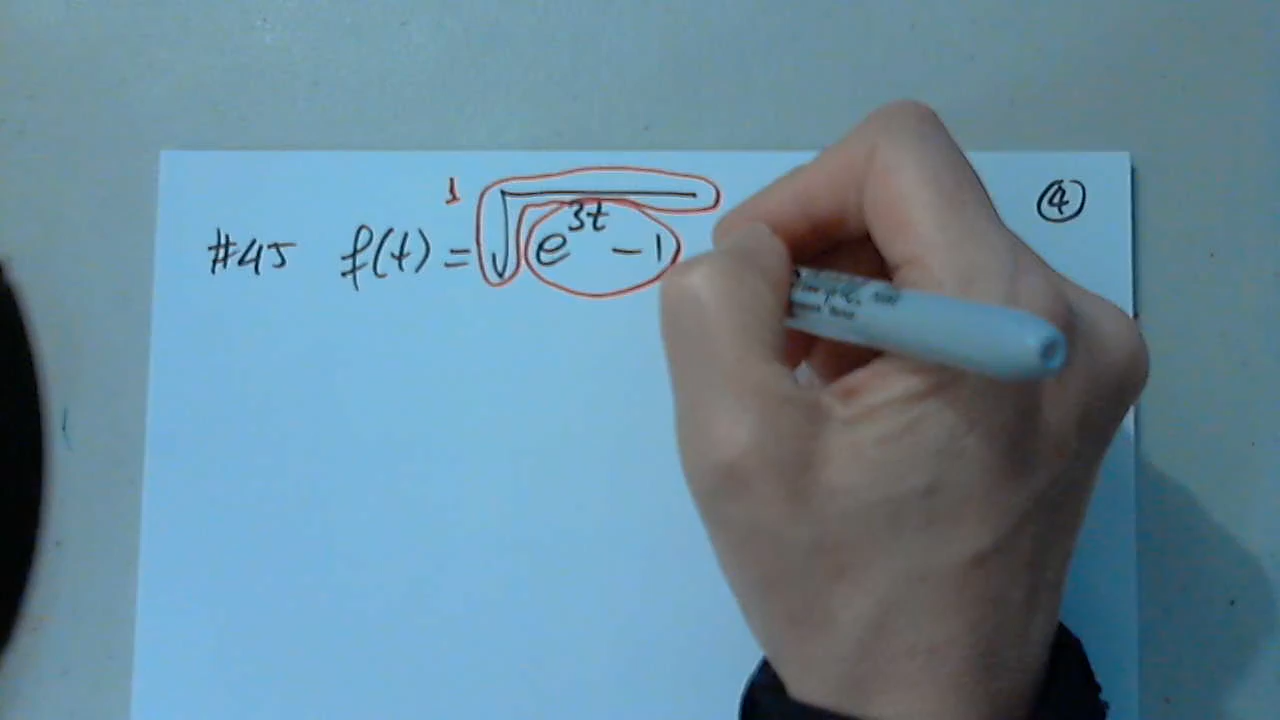 ④
1
#45 f(t) = √(e^{3t} - 1)